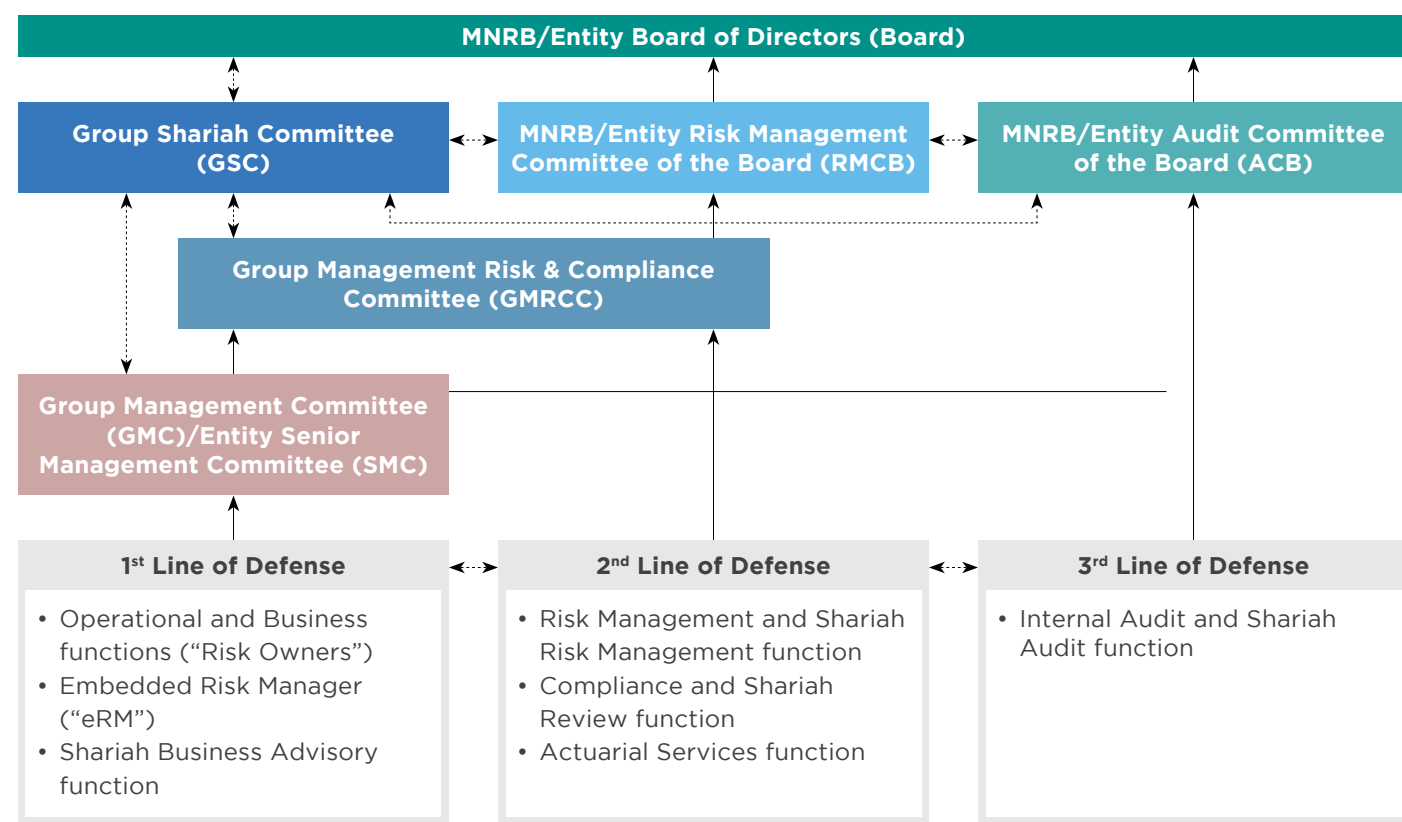 MNRB/Entity Board of Directors (Board)
Group Shariah Committee
(GSC)
MNRB/Entity Risk Management
Committee of the Board (RMCB)
MNRB/Entity Audit Committee
of the Board (ACB)
Group Management Risk & Compliance
Committee (GMRCC)
Group Management Committee
(GMC)/Entity Senior
Management Committee (SMC)
1st Line of Defense
• Operational and Business
functions (“Risk Owners”)
• Embedded Risk Manager
(“eRM”)
• Shariah Business Advisory
function
2nd Line of Defense
• Risk Management and Shariah
Risk Management function
• Compliance and Shariah
Review function
• Actuarial Services function
3rd Line of Defense
• Internal Audit and Shariah
Audit function